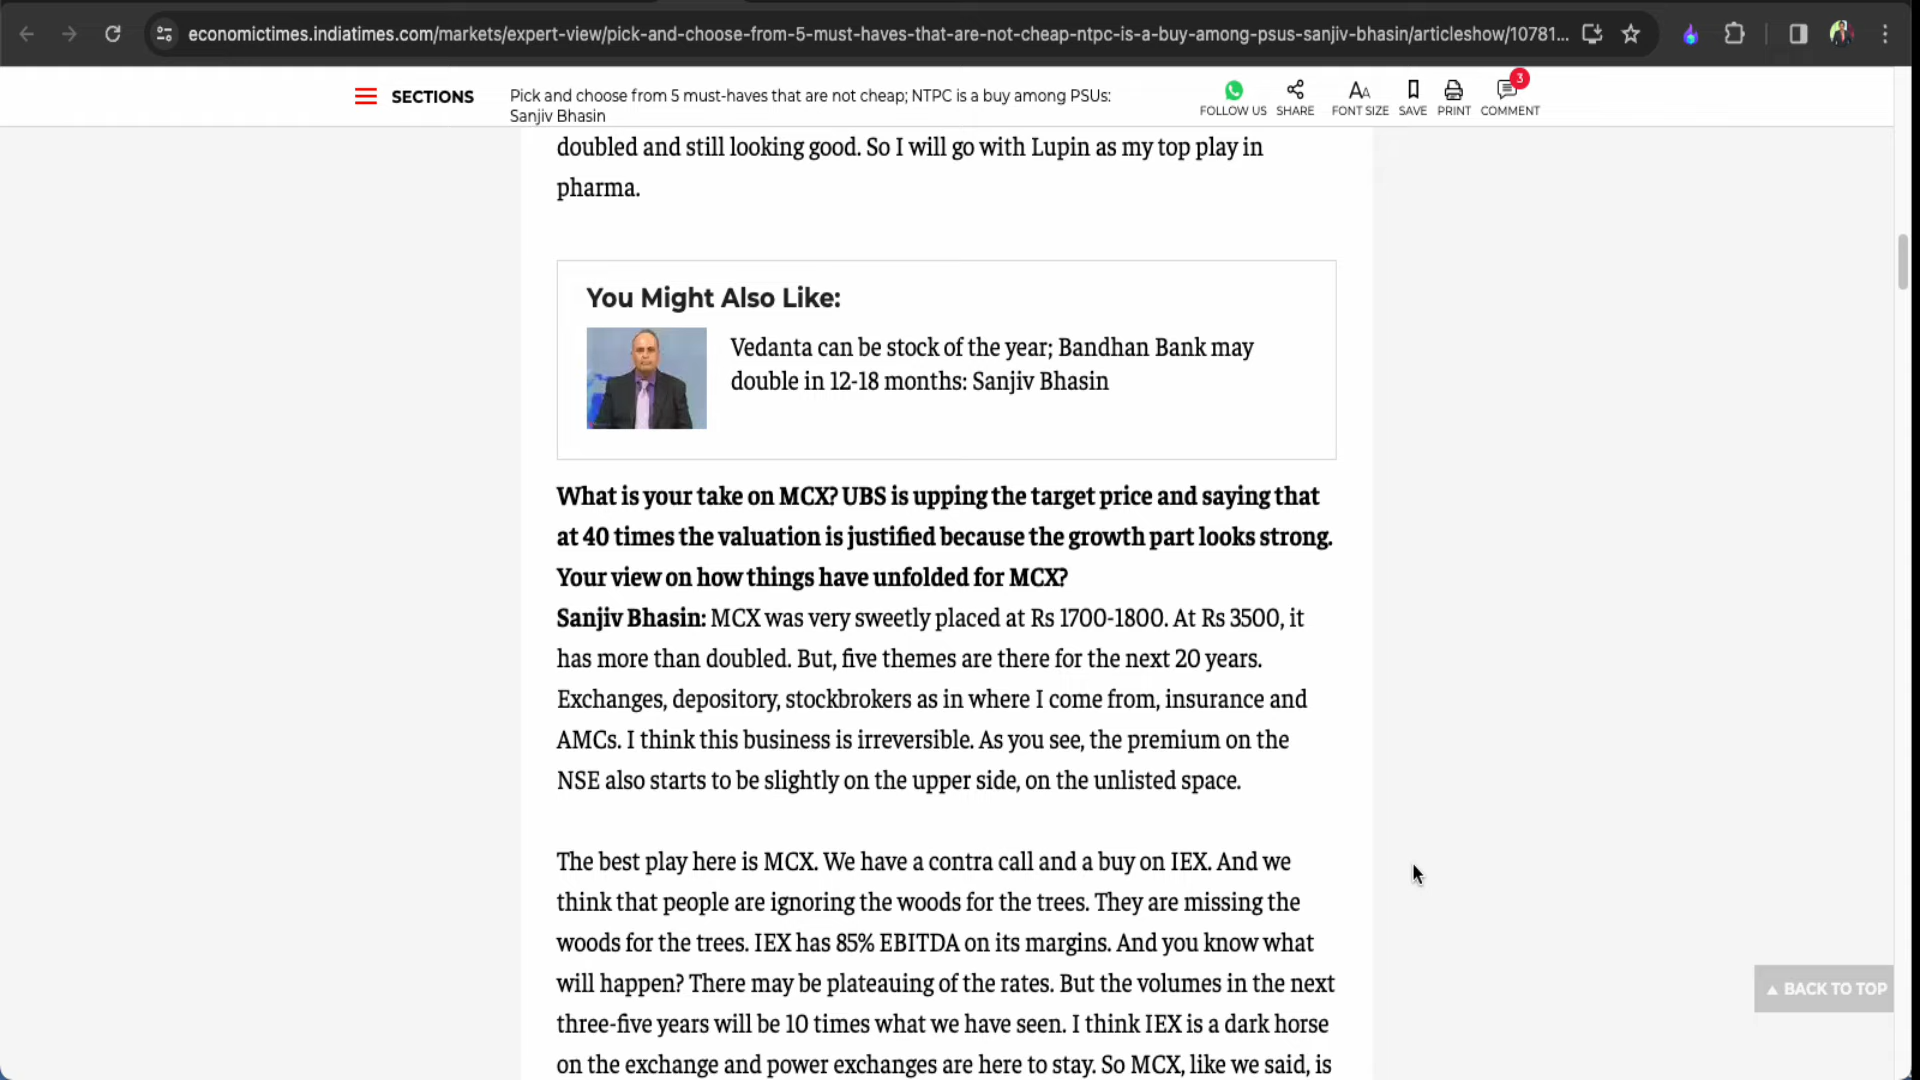 economictimes.indiatimes.com/markets/expert-view/pick-and-choose-from-5-must-haves-that-are-not-cheap-ntpc-is-a-buy-among-psus-sanjiv-bhasin/articleshow/10781...
SECTIONS
Pick and choose from 5 must-haves that are not cheap; NTPC is a buy among PSUs:
Sanjiv Bhasin
FOLLOW US
SHARE
FONT SIZE
SAVE
PRINT
3
COMMENT
doubled and still looking good. So I will go with Lupin as my top play in
pharma.
You Might Also Like:
Vedanta can be stock of the year; Bandhan Bank may
double in 12-18 months: Sanjiv Bhasin
What is your take on MCX? UBS is upping the target price and saying that
at 40 times the valuation is justified because the growth part looks strong.
Your view on how things have unfolded for MCX?
Sanjiv Bhasin: MCX was very sweetly placed at Rs 1700-1800. At Rs 3500, it
has more than doubled. But, five themes are there for the next 20 years.
Exchanges, depository, stockbrokers as in where I come from, insurance and
AMCs. I think this business is irreversible. As you see, the premium on the
NSE also starts to be slightly on the upper side, on the unlisted space.
The best play here is MCX. We have a contra call and a buy on IEX. And we
think that people are ignoring the woods for the trees. They are missing the
woods for the trees. IEX has 85% EBITDA on its margins. And you know what
will happen? There may be plateauing of the rates. But the volumes in the next
three-five years will be 10 times what we have seen. I think IEX is a dark horse
on the exchange and power exchanges are here to stay. So MCX, like we said, is
BACK TO TOP